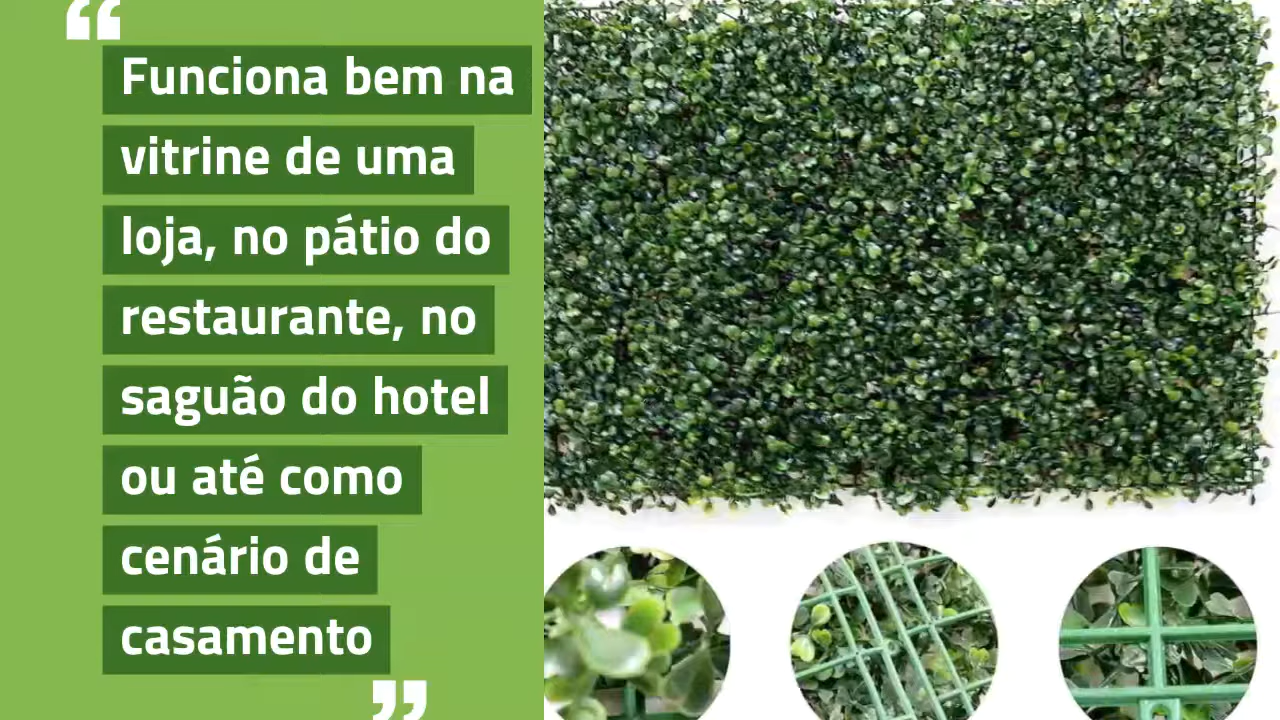 “
Funciona bem na
vitrine de uma
loja, no pátio do
restaurante, no
saguão do hotel
ou até como
cenário de
casamento
”